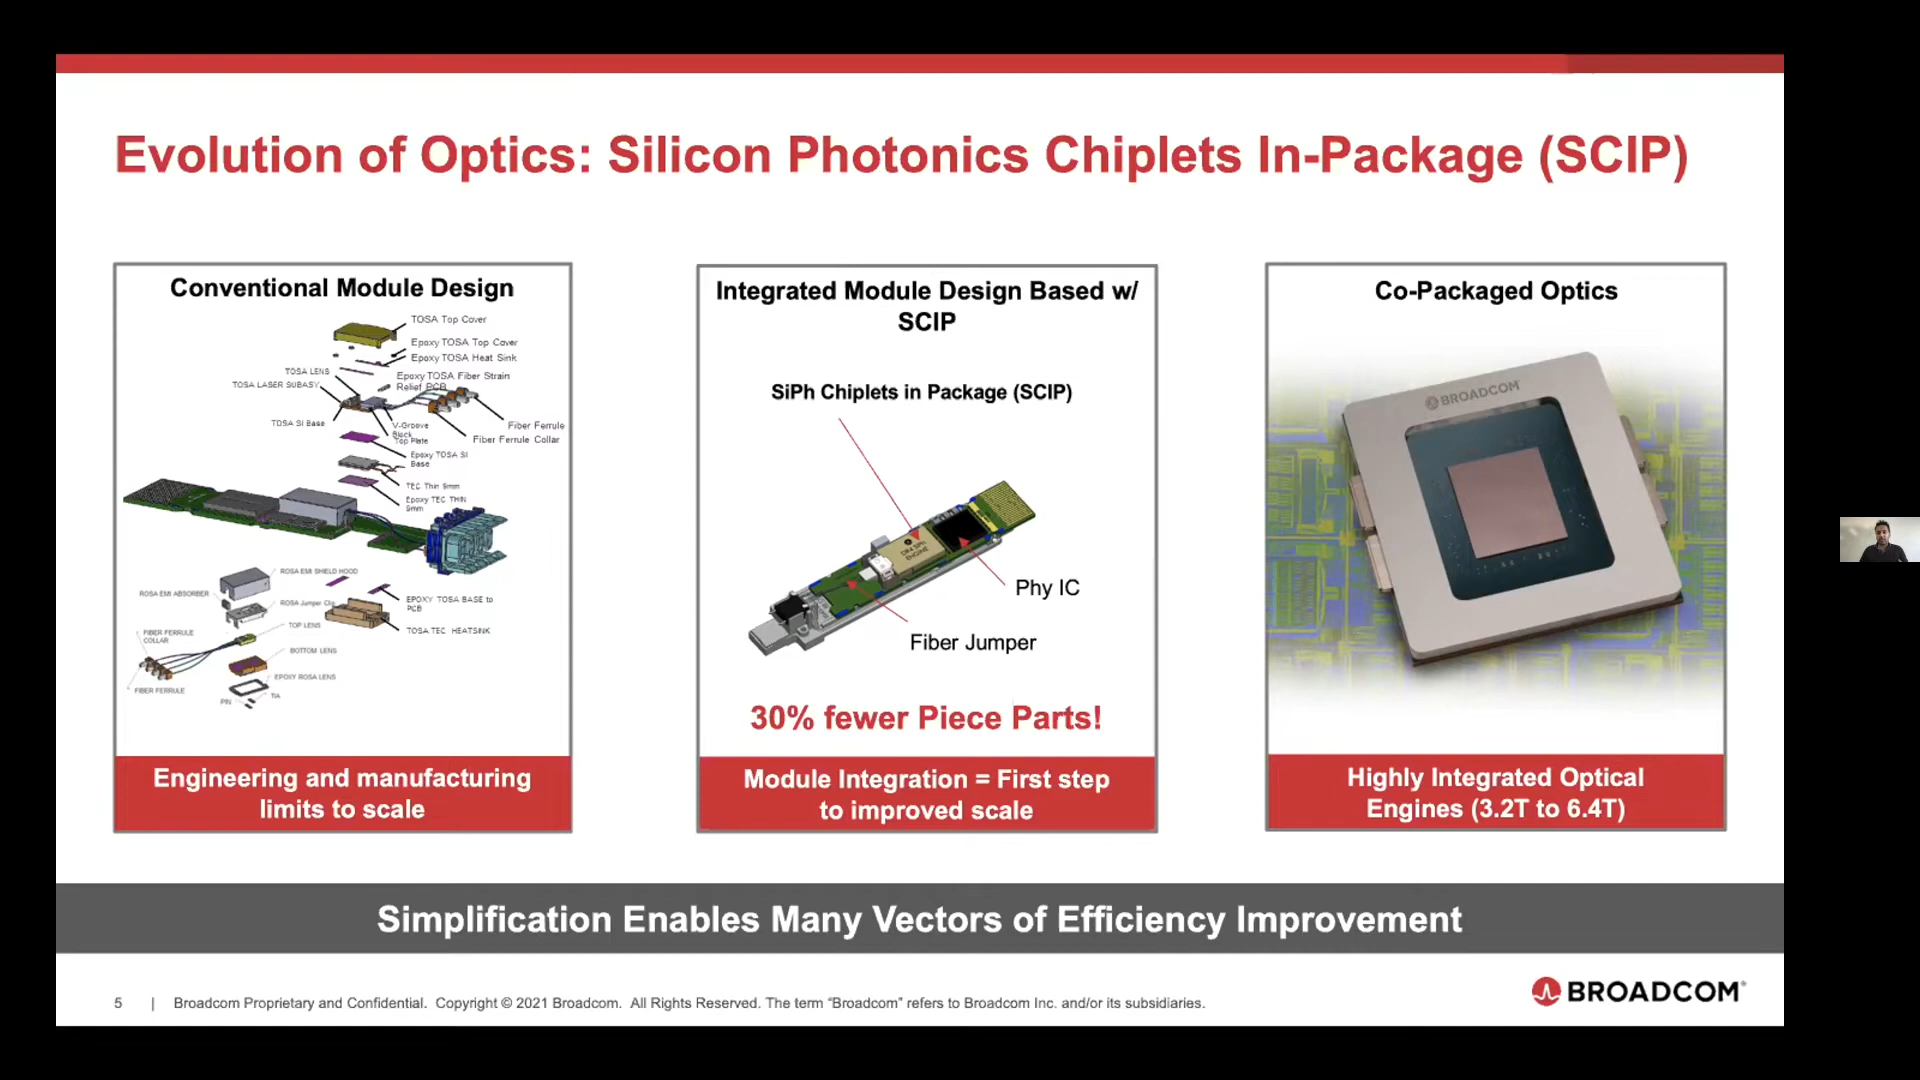 Evolution of Optics: Silicon Photonics Chiplets In-Package (SCIP)
Conventional Module Design
TOSA Top Cover
Epoxy TOSA Top Cover
Epoxy TOSA Heat Sink
TOSA LENS
Epoxy TOSA Fiber Strain
Relief PCB
TOSA LASER SUBASY
TOSA SI Base
V-Groove
Block
Top Plate
Fiber Ferrule
Fiber Ferrule Collar
Epoxy TOSA SI
Base
TEC Thin 9mm
Epoxy TEC THIN
9mm
ROSA EMI SHIELD HOOD
ROSA EMI ABSORBER
ROSA Jumper Clip
EPOXY TOSA BASE to
PCB
TOP LENS
TOSA TEC HEATSINK
FIBER FERRULE
COLLAR
BOTTOM LENS
EPOXY ROSA LENS
FIBER FERRULE
TIA
PIN
Engineering and manufacturing
limits to scale
Integrated Module Design Based w/
SCIP
SiPh Chiplets in Package (SCIP)
ENGINE
Phy IC
Fiber Jumper
30% fewer Piece Parts!
Module Integration = First step
to improved scale
Co-Packaged Optics
BROADCOM
Highly Integrated Optical
Engines (3.2T to 6.4T)
Simplification Enables Many Vectors of Efficiency Improvement
5 | Broadcom Proprietary and Confidential. Copyright © 2021 Broadcom. All Rights Reserved. The term “Broadcom” refers to Broadcom Inc. and/or its subsidiaries.
BROADCOM®